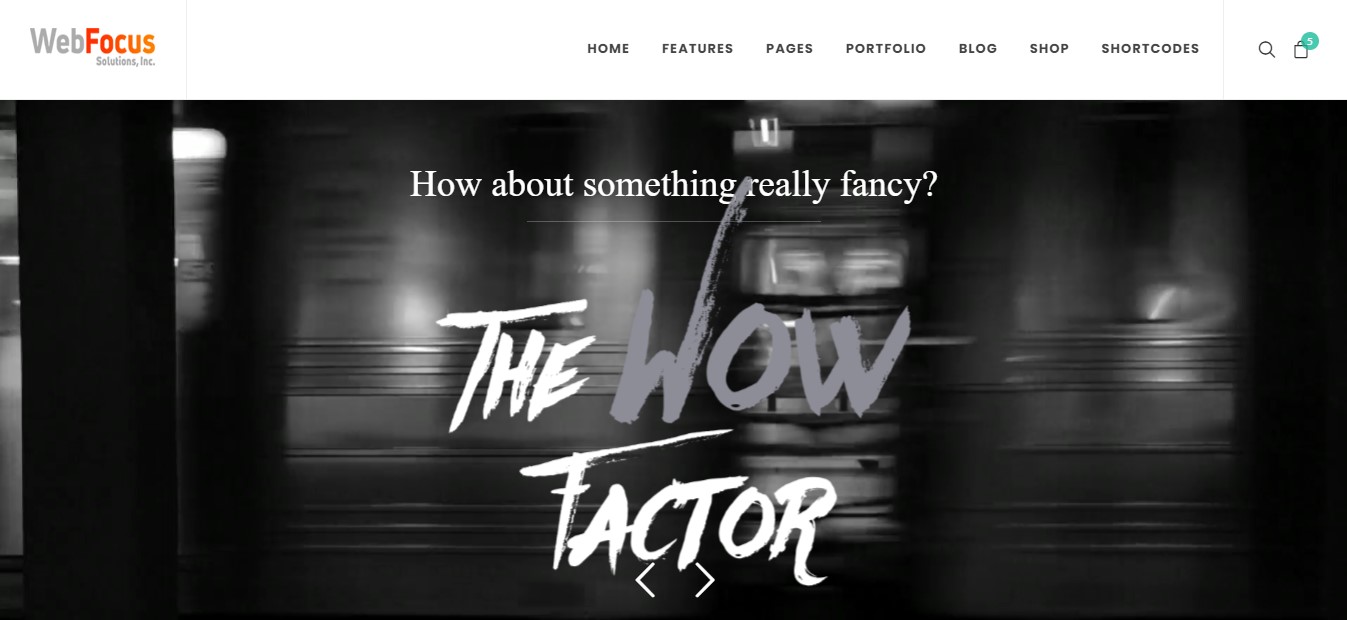 WebFocus
Solutions, Inc.
HOME FEATURES PAGES PORTFOLIO BLOG SHOP SHORTCODES
5
How about something really fancy?
THE WOW
FACTOR